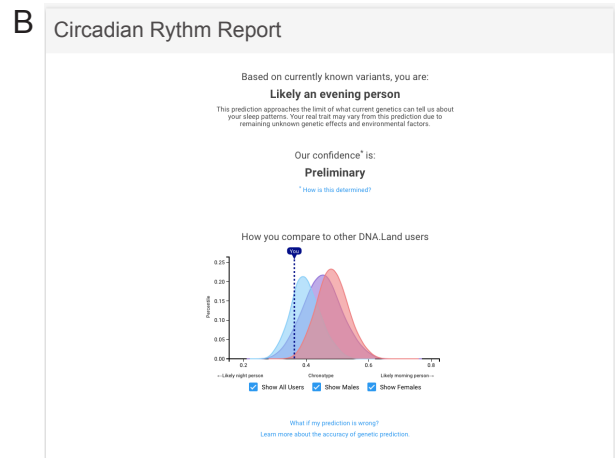 B
Circadian Rythm Report
Based on currently known variants, you are:
Likely an evening person
This prediction approaches the limit of what current genetics can tell us about
your sleep patterns. Your real trait may vary from this prediction due to
remaining unknown genetic effects and environmental factors.
Our confidence* is:
Preliminary
* How is this determined?
How you compare to other DNA.Land users
You
0.25
0.20
0.15
0.10
0.05
0.00
Percentile
0.2 0.4 0.6 0.8
←Likely night person Chronotype Likely morning person→
Show All Users Show Males Show Females
What if my prediction is wrong?
Learn more about the accuracy of genetic prediction.